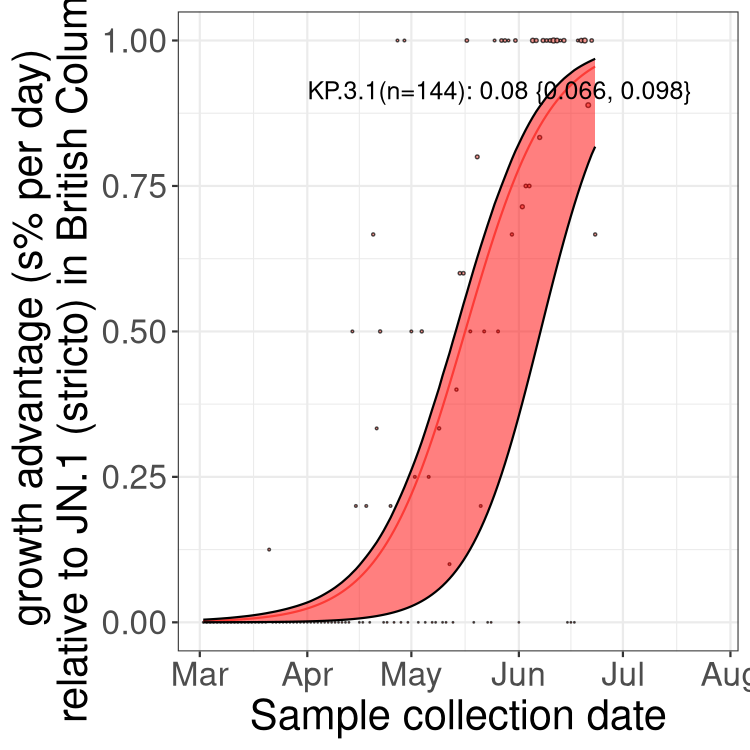 growth advantage (s% per day)
relative to JN.1 (stricto) in British Colum
1.00
0.75
0.50
0.25
0.00
KP.3.1(n=144): 0.08 {0.066, 0.098}
Mar Apr May Jun Jul Aug
Sample collection date